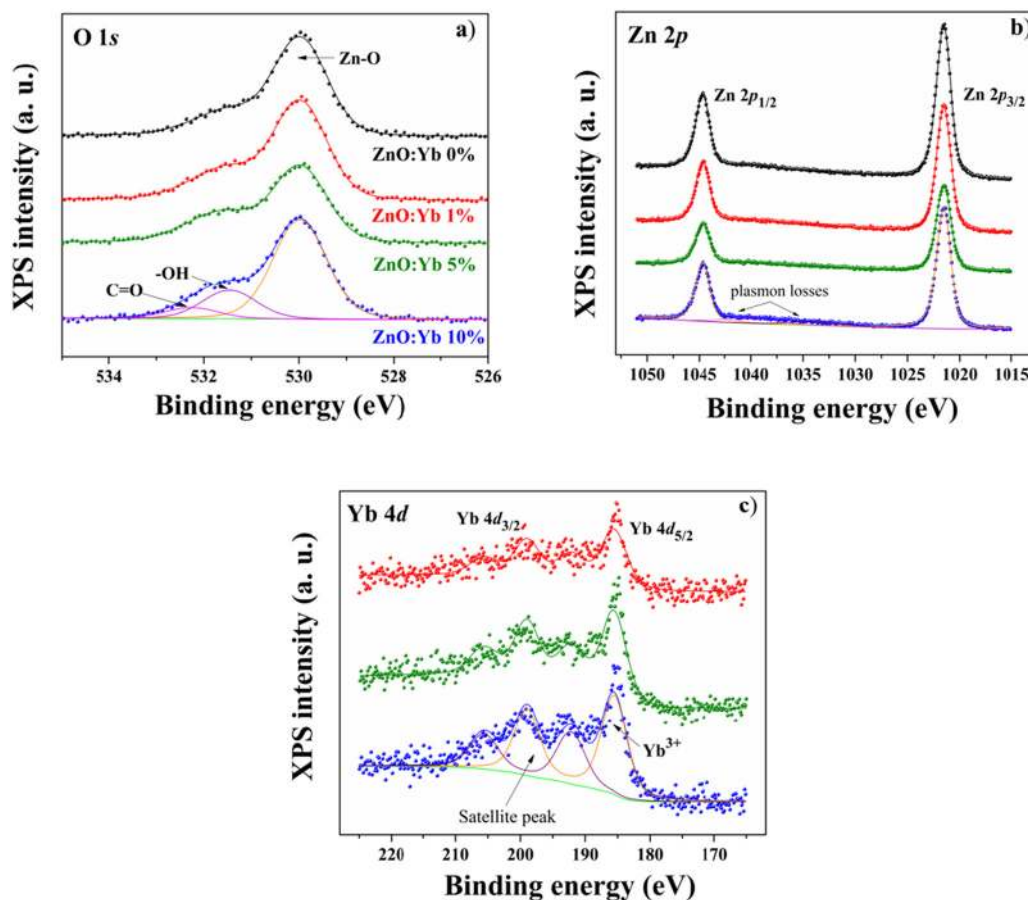 O 1s
a)
Zn-O
ZnO:Yb 0%
ZnO:Yb 1%
ZnO:Yb 5%
-OH
C=O
ZnO:Yb 10%
XPS intensity (a. u.)
534 532 530 528 526
Binding energy (eV)
Zn 2p
b)
Zn 2p1/2
Zn 2p3/2
plasmon losses
XPS intensity (a. u.)
1050 1045 1040 1035 1030 1025 1020 1015
Binding energy (eV)
Yb 4d
c)
Yb 4d3/2
Yb 4d5/2
Yb3+
Satellite peak
XPS intensity (a. u.)
220 210 200 190 180 170
Binding energy (eV)